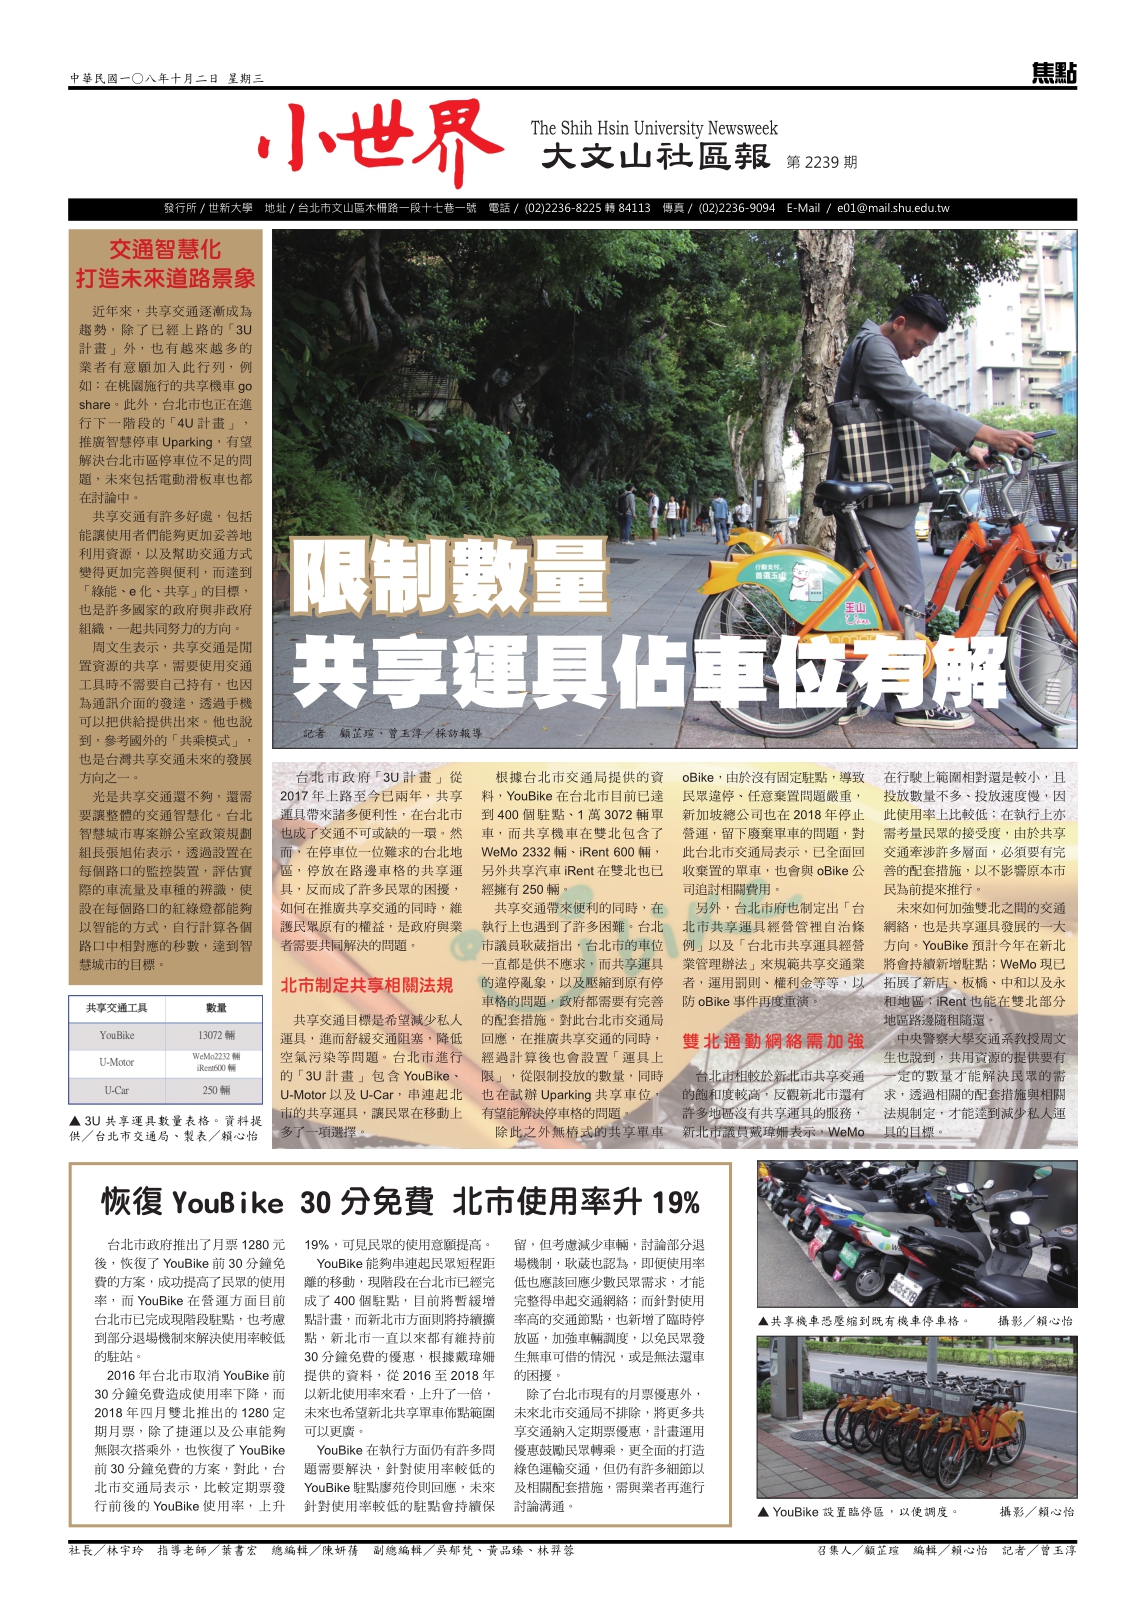 中華民國一〇八年十月二日 星期三
焦點
小世界
The Shih Hsin University Newsweek
大文山社區報 第 2239 期
發行所 / 世新大學 地址 / 台北市文山區木柵路一段十七巷一號 電話 / (02)2236-8225 轉 84113 傳真 / (02)2236-9094 E-Mail / e01@mail.shu.edu.tw
交通智慧化
打造未來道路景象
近年來，共享交通逐漸成為
趨勢，除了已經上路的「3U
計畫」外，也有越來越多的
業者有意願加入此行列，例
如：在桃園施行的共享機車 go
share。此外，台北市也正在進
行下一階段的「4U 計畫」，
推廣智慧停車 Uparking，有望
解決台北市區停車位不足的問
題，未來包括電動滑板車也都
在討論中。
共享交通有許多好處，包括
能讓使用者們能夠更加妥善地
利用資源，以及幫助交通方式
變得更加完善與便利，而達到
「綠能、e 化、共享」的目標，
也是許多國家的政府與非政府
組織，一起共同努力的方向。
周文生表示，共享交通是閒
置資源的共享，需要使用交通
工具時不需要自己持有，也因
為通訊介面的發達，透過手機
可以把供給提供出來。他也說
到，參考國外的「共乘模式」，
也是台灣共享交通未來的發展
方向之一。
光是共享交通還不夠，還需
要讓整體的交通智慧化。台北
智慧城市專案辦公室政策規劃
組長張旭佑表示，透過設置在
每個路口的監控裝置，評估實
際的車流量及車種的辨識，使
設在每個路口的紅綠燈都能夠
以智能的方式，自行計算各個
路口中相對應的秒數，達到智
慧城市的目標。
共享交通工具 數量
YouBike 13072 輛
U-Motor WeMo2232 輛
iRent600 輛
U-Car 250 輛
▲ 3U 共享運具數量表格。資料提
供／台北市交通局、製表／賴心怡
行動支付，
首選玉山
玉山
限制數量
共享運具佔車位有解
記者 顧芷瑄、曾玉淳／採訪報導
台北市政府「3U 計畫」從
2017 年上路至今已兩年，共享
運具帶來諸多便利性，在台北市
也成了交通不可或缺的一環。然
而，在停車位一位難求的台北地
區，停放在路邊車格的共享運
具，反而成了許多民眾的困擾，
如何在推廣共享交通的同時，維
護民眾原有的權益，是政府與業
者需要共同解決的問題。
北市制定共享相關法規
共享交通目標是希望減少私人
運具，進而舒緩交通阻塞，降低
空氣污染等問題。台北市進行
的「3U 計畫」包含 YouBike、
U-Motor 以及 U-Car，串連起北
市的共享運具，讓民眾在移動上
多了一項選擇。
根據台北市交通局提供的資
料，YouBike 在台北市目前已達
到 400 個駐點、1 萬 3072 輛單
車，而共享機車在雙北包含了
WeMo 2332 輛、iRent 600 輛，
另外共享汽車 iRent 在雙北也已
經擁有 250 輛。
共享交通帶來便利的同時，在
執行上也遇到了許多困難。台北
市議員耿葳指出，台北市的車位
一直都是供不應求，而共享運具
的違停亂象，以及壓縮到原有停
車格的問題，政府都需要有完善
的配套措施。對此台北市交通局
回應，在推廣共享交通的同時，
經過計算後也會設置「運具上
限」，從限制投放的數量，同時
也在試辦 Uparking 共享車位，
有望能解決停車格的問題。
除此之外無樁式的共享單車
oBike，由於沒有固定駐點，導致
民眾違停、任意棄置問題嚴重，
新加坡總公司也在 2018 年停止
營運，留下廢棄單車的問題，對
此台北市交通局表示，已全面回
收棄置的單車，也會與 oBike 公
司追討相關費用。
另外，台北市府也制定出「台
北市共享運具經營管裡自治條
例」以及「台北市共享運具經營
業管理辦法」來規範共享交通業
者，運用罰則、權利金等等，以
防 oBike 事件再度重演。
雙北通勤網絡需加強
台北市相較於新北市共享交通
的飽和度較高，反觀新北市還有
許多地區沒有共享運具的服務，
新北市議員戴瑋姍表示，WeMo
在行駛上範圍相對還是較小，且
投放數量不多、投放速度慢，因
此使用率上比較低；在執行上亦
需考量民眾的接受度，由於共享
交通牽涉許多層面，必須要有完
善的配套措施，以不影響原本市
民為前提來推行。
未來如何加強雙北之間的交通
網絡，也是共享運具發展的一大
方向。YouBike 預計今年在新北
將會持續新增駐點；WeMo 現已
拓展了新店、板橋、中和以及永
和地區；iRent 也能在雙北部分
地區路邊隨租隨還。
中央警察大學交通系教授周文
生也說到，共用資源的提供要有
一定的數量才能解決民眾的需
求，透過相關的配套措施與相關
法規制定，才能達到減少私人運
具的目標。
恢復 YouBike 30 分免費 北市使用率升 19%
台北市政府推出了月票 1280 元
後，恢復了 YouBike 前 30 分鐘免
費的方案，成功提高了民眾的使用
率，而 YouBike 在營運方面目前
台北市已完成現階段駐點，也考慮
到部分退場機制來解決使用率較低
的駐站。
2016 年台北市取消 YouBike 前
30 分鐘免費造成使用率下降，而
2018 年四月雙北推出的 1280 定
期月票，除了捷運以及公車能夠
無限次搭乘外，也恢復了 YouBike
前 30 分鐘免費的方案，對此，台
北市交通局表示，比較定期票發
行前後的 YouBike 使用率，上升
19%，可見民眾的使用意願提高。
YouBike 能夠串連起民眾短程距
離的移動，現階段在台北市已經完
成了 400 個駐點，目前將暫緩增
點計畫，而新北市方面則將持續擴
點，新北市一直以來都有維持前
30 分鐘免費的優惠，根據戴瑋姍
提供的資料，從 2016 至 2018 年
以新北使用率來看，上升了一倍，
未來也希望新北共享單車佈點範圍
可以更廣。
YouBike 在執行方面仍有許多問
題需要解決，針對使用率較低的
YouBike 駐點廖苑伶則回應，未來
針對使用率較低的駐點會持續保
留，但考慮減少車輛，討論部分退
場機制，耿葳也認為，即便使用率
低也應該回應少數民眾需求，才能
完整得串起交通網絡；而針對使用
率高的交通節點，也新增了臨時停
放區，加強車輛調度，以免民眾發
生無車可借的情況，或是無法還車
的困擾。
除了台北市現有的月票優惠外，
未來北市交通局不排除，將更多共
享交通納入定期票優惠，計畫運用
優惠鼓勵民眾轉乘，更全面的打造
綠色運輸交通，但仍有許多細節以
及相關配套措施，需與業者再進行
討論溝通。
▲共享機車恐壓縮到既有機車停車格。 攝影／賴心怡
▲ YouBike 設置臨停區，以便調度。 攝影／賴心怡
社長／林宇玲 指導老師／葉書宏 總編輯／陳妍蒨 副總編輯／吳郁梵、黃品臻、林羿蓉
召集人／顧芷瑄 編輯／賴心怡 記者／曾玉淳